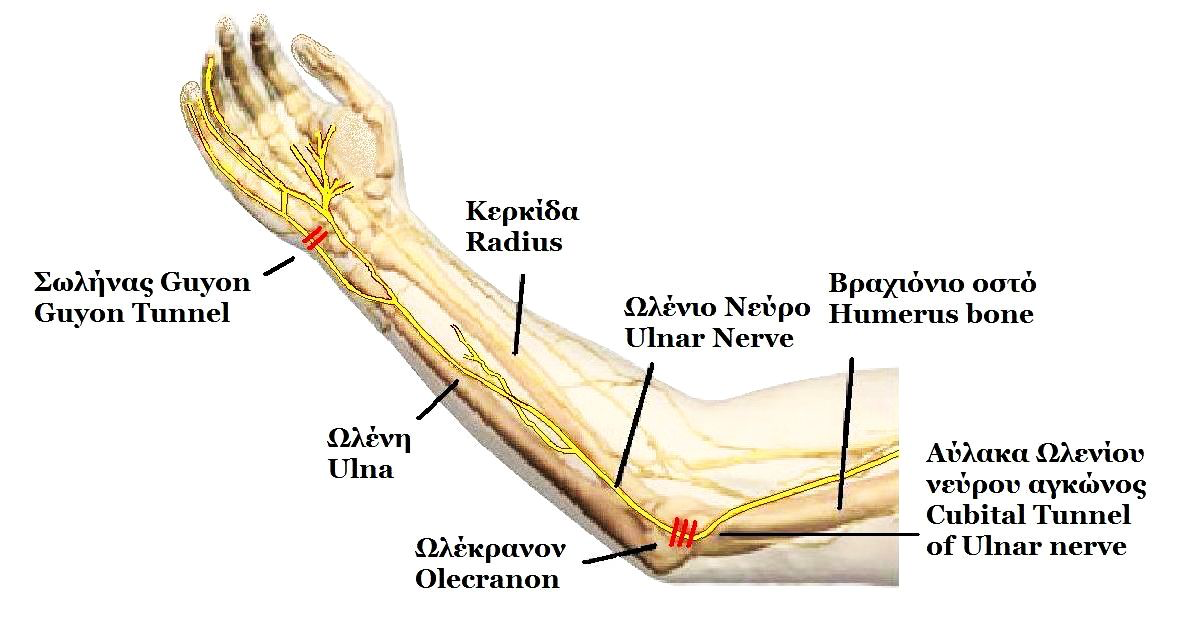 Κερκίδα
Radius
Σωλήνας Guyon
Guyon Tunnel
Ωλένιο Νεύρο
Ulnar Nerve
Βραχιόνιο οστό
Humerus bone
Ωλένη
Ulna
Αύλακα Ωλενίου
νεύρου αγκώνος
Cubital Tunnel
of Ulnar nerve
Ωλέκρανον
Olecranon